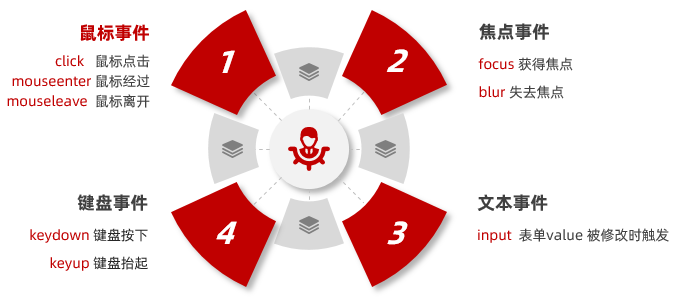 鼠标事件
click 鼠标点击
mouseenter 鼠标经过
mouseleave 鼠标离开
1
2
焦点事件
focus 获得焦点
blur 失去焦点
键盘事件
keydown 键盘按下
keyup 键盘抬起
4
3
文本事件
input 表单value 被修改时触发